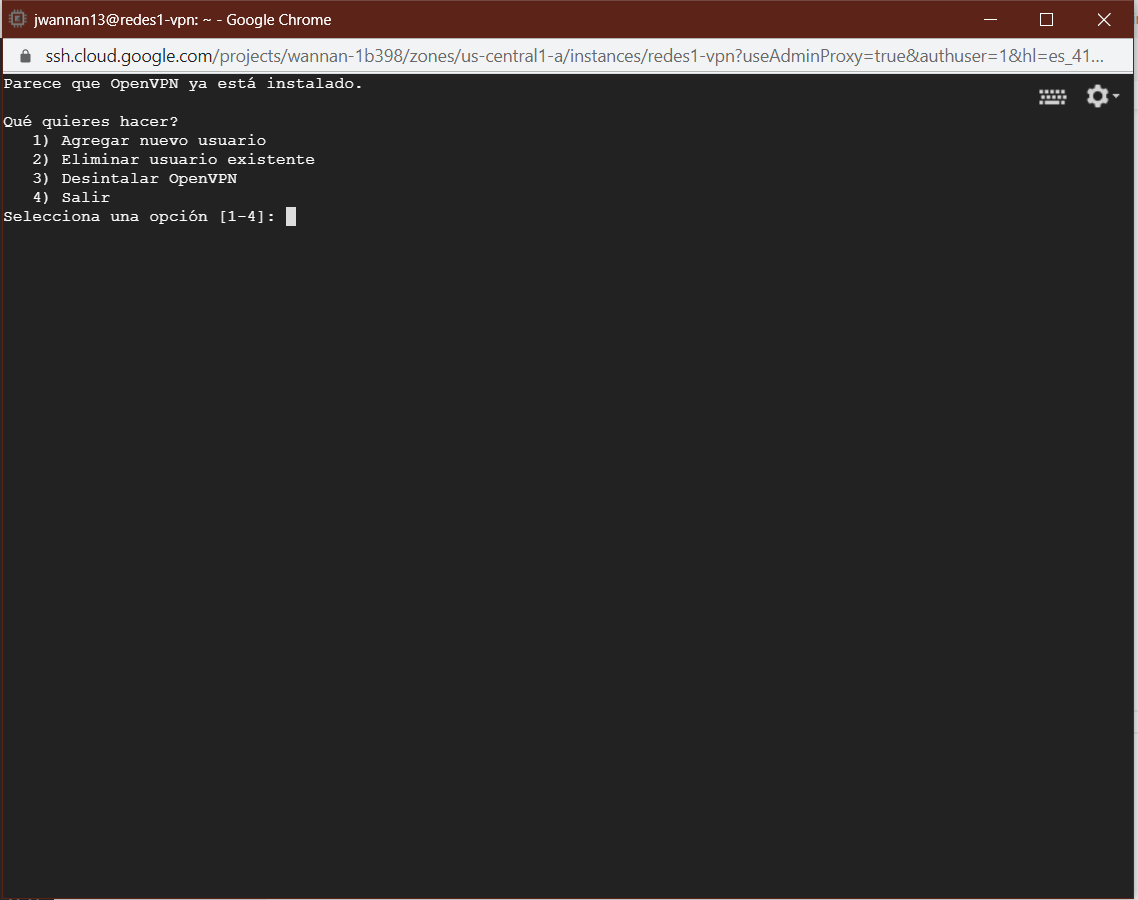 jwannan13@redes1-vpn: ~ - Google Chrome
ssh.cloud.google.com/projects/wannan-1b398/zones/us-central1-a/instances/redes1-vpn?useAdminProxy=true&authuser=1&hl=es_41...
Parece que OpenVPN ya está instalado.
Qué quieres hacer?
1) Agregar nuevo usuario
2) Eliminar usuario existente
3) Desintalar OpenVPN
4) Salir
Selecciona una opción [1-4]: